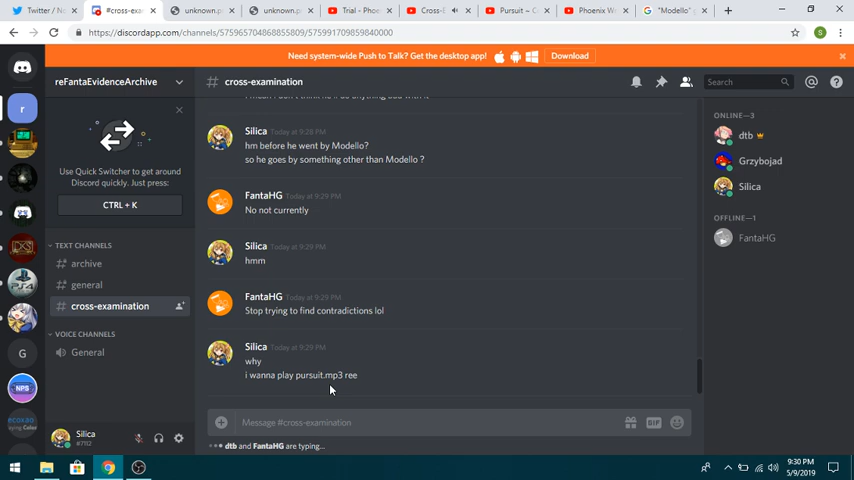 Twitter / No
#cross-exam
unknown.pn
unknown.pn
Trial - Phoe
Cross-E
Pursuit ~ C
Phoenix W
"Modello" p
https://discordapp.com/channels/575965704868855809/575971709859840000
Need system-wide Push to Talk? Get the desktop app!
Download
reFantaEvidenceArchive
# cross-examination
Search
Use Quick Switcher to get around
Discord quickly. Just press:
CTRL + K
TEXT CHANNELS
archive
general
cross-examination
VOICE CHANNELS
General
Silica
#7112
Silica Today at 9:28 PM
hm before he went by Modello?
so he goes by something other than Modello ?
FantaHG Today at 9:29 PM
No not currently
Silica Today at 9:29 PM
hmm
FantaHG Today at 9:29 PM
Stop trying to find contradictions lol
Silica Today at 9:29 PM
why
i wanna play pursuit.mp3 ree
Message #cross-examination
GIF
dtb and FantaHG are typing...
ONLINE—3
dtb
Grzybojad
Silica
OFFLINE—1
FantaHG
r
G
NPS
9:30 PM
5/9/2019